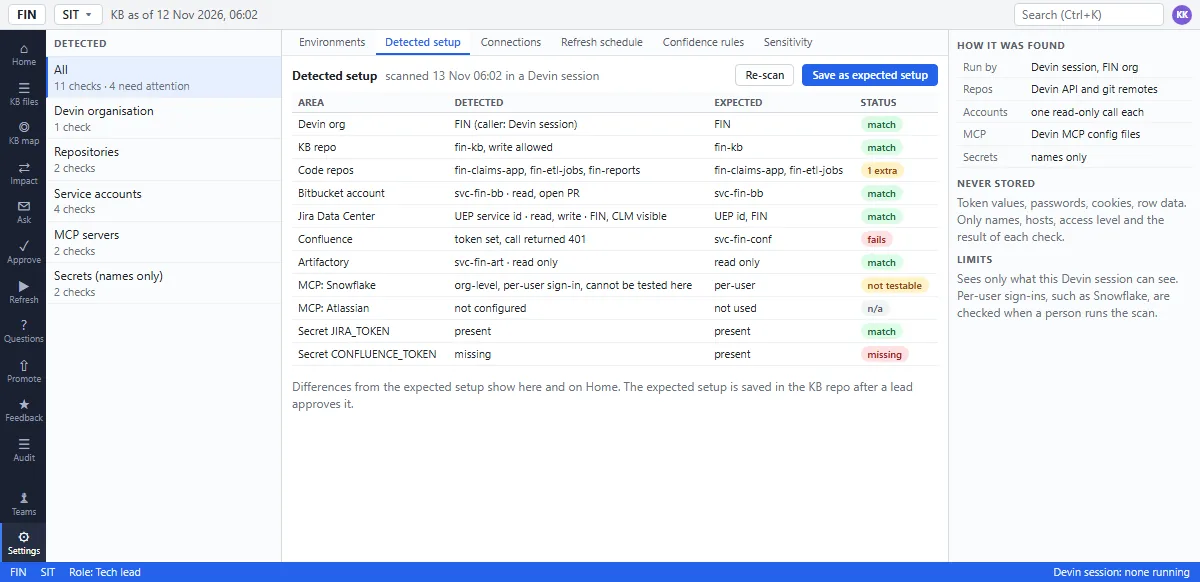 FIN SIT KB as of 12 Nov 2026, 06:02 Search (Ctrl+K) KK
Home
KB files
KB map
Impact
Ask
Approve
Refresh
Questions
Promote
Feedback
Audit
Teams
Settings
DETECTED
All
11 checks · 4 need attention
Devin organisation
1 check
Repositories
2 checks
Service accounts
4 checks
MCP servers
2 checks
Secrets (names only)
2 checks
Environments Detected setup Connections Refresh schedule Confidence rules Sensitivity
Detected setup scanned 13 Nov 06:02 in a Devin session Re-scan Save as expected setup
AREA DETECTED EXPECTED STATUS
Devin org FIN (caller: Devin session) FIN match
KB repo fin-kb, write allowed fin-kb match
Code repos fin-claims-app, fin-etl-jobs, fin-reports fin-claims-app, fin-etl-jobs 1 extra
Bitbucket account svc-fin-bb · read, open PR svc-fin-bb match
Jira Data Center UEP service id · read, write · FIN, CLM visible UEP id, FIN match
Confluence token set, call returned 401 svc-fin-conf fails
Artifactory svc-fin-art · read only read only match
MCP: Snowflake org-level, per-user sign-in, cannot be tested here per-user not testable
MCP: Atlassian not configured not used n/a
Secret JIRA_TOKEN present present match
Secret CONFLUENCE_TOKEN missing present missing
Differences from the expected setup show here and on Home. The expected setup is saved in the KB repo after a lead
approves it.
HOW IT WAS FOUND
Run by Devin session, FIN org
Repos Devin API and git remotes
Accounts one read-only call each
MCP Devin MCP config files
Secrets names only
NEVER STORED
Token values, passwords, cookies, row data.
Only names, hosts, access level and the
result of each check.
LIMITS
Sees only what this Devin session can see.
Per-user sign-ins, such as Snowflake, are
checked when a person runs the scan.
FIN SIT Role: Tech lead Devin session: none running